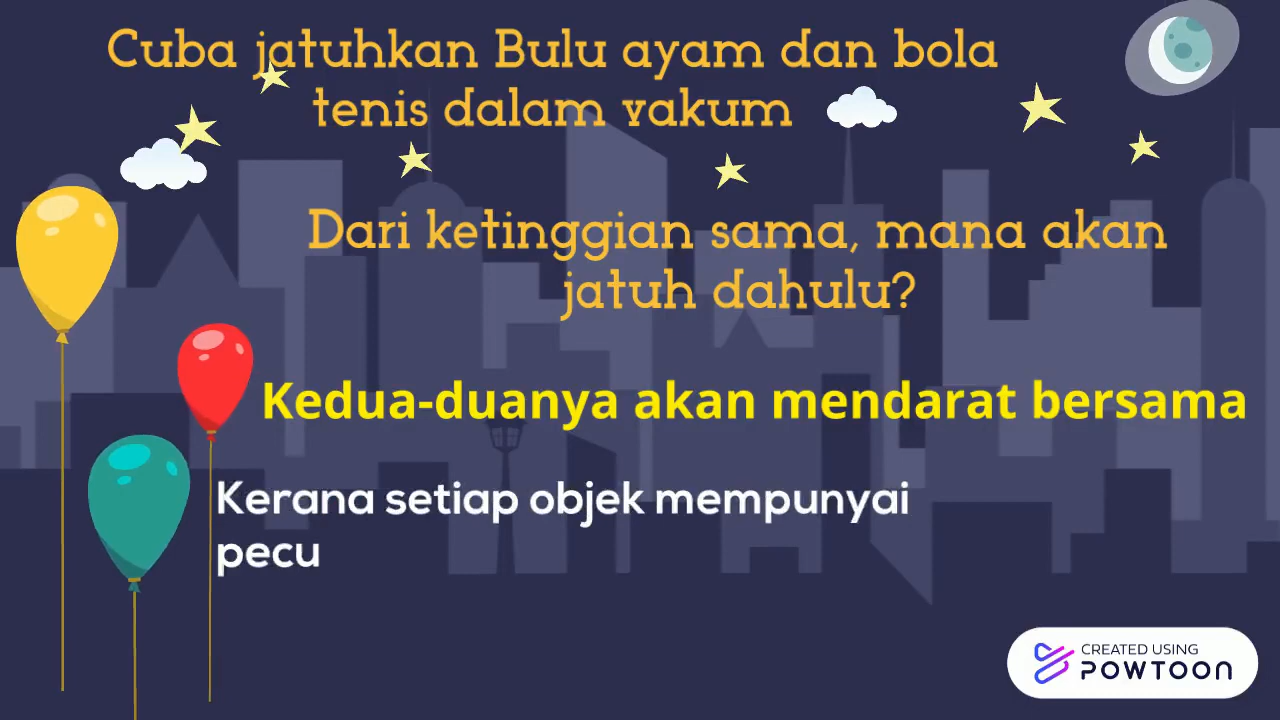 Cuba jatuhkan Bulu ayam dan bola
tenis dalam vakum
Dari ketinggian sama, mana akan
jatuh dahulu?
Kedua-duanya akan mendarat bersama
Kerana setiap objek mempunyai
pecu
CREATED USING
POWTOON